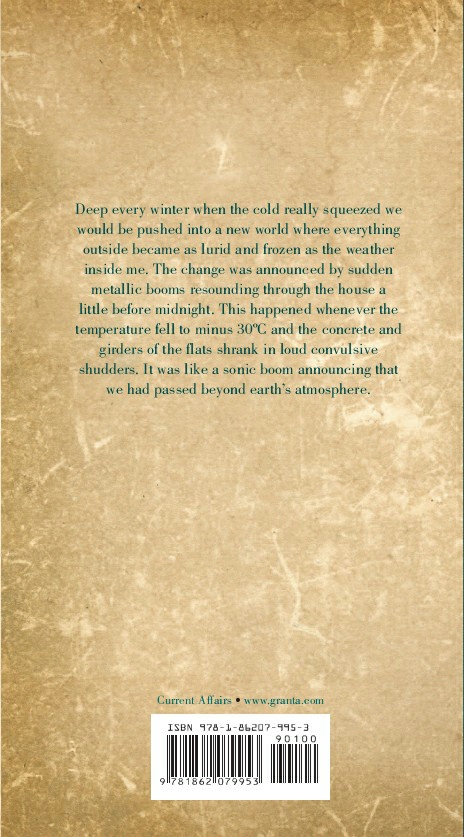 Deep every winter when the cold really squeezed we
would be pushed into a new world where everything
outside became as lurid and frozen as the weather
inside me. The change was announced by sudden
metallic booms resounding through the house a
little before midnight. This happened whenever the
temperature fell to minus 30°C and the concrete and
girders of the flats shrank in loud convulsive
shudders. It was like a sonic boom announcing that
we had passed beyond earth’s atmosphere.
Current Affairs • www.granta.com
ISBN 978-1-86207-995-3
90100
9 781862 079953